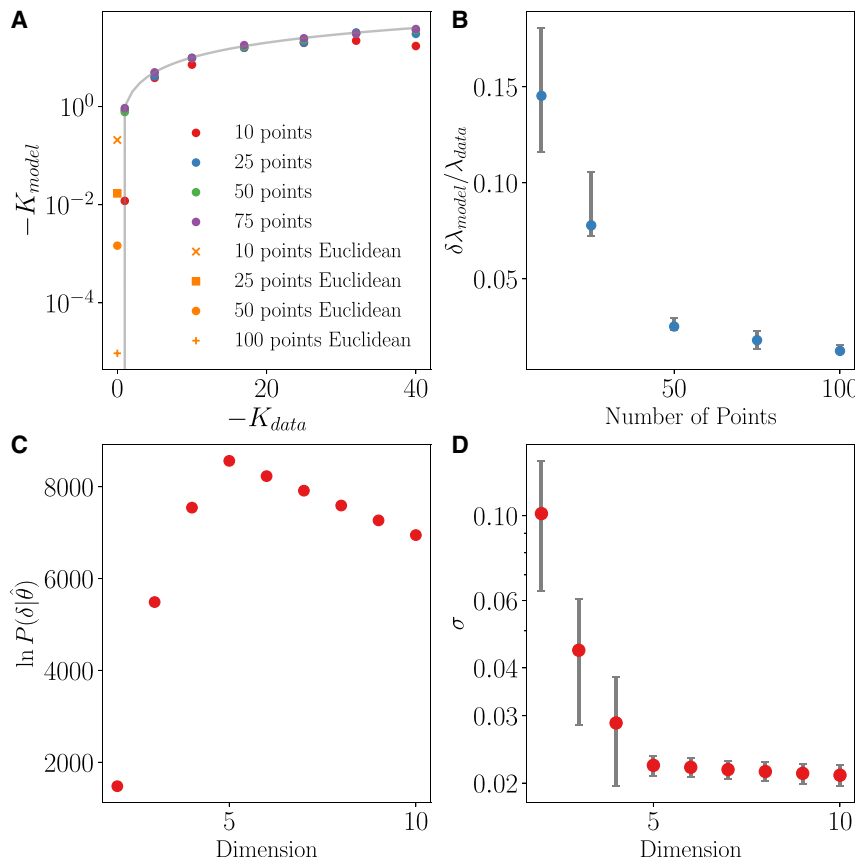 A
−K_model
10^0
10^−2
10^−4
10 points
25 points
50 points
75 points
10 points Euclidean
25 points Euclidean
50 points Euclidean
100 points Euclidean
0 20 40
−K_data
B
δλ_model/λ_data
0.15
0.10
0.05
50 100
Number of Points
C
ln P(δ|θ̂)
8000
6000
4000
2000
5 10
Dimension
D
σ
0.10
0.06
0.04
0.03
0.02
5 10
Dimension